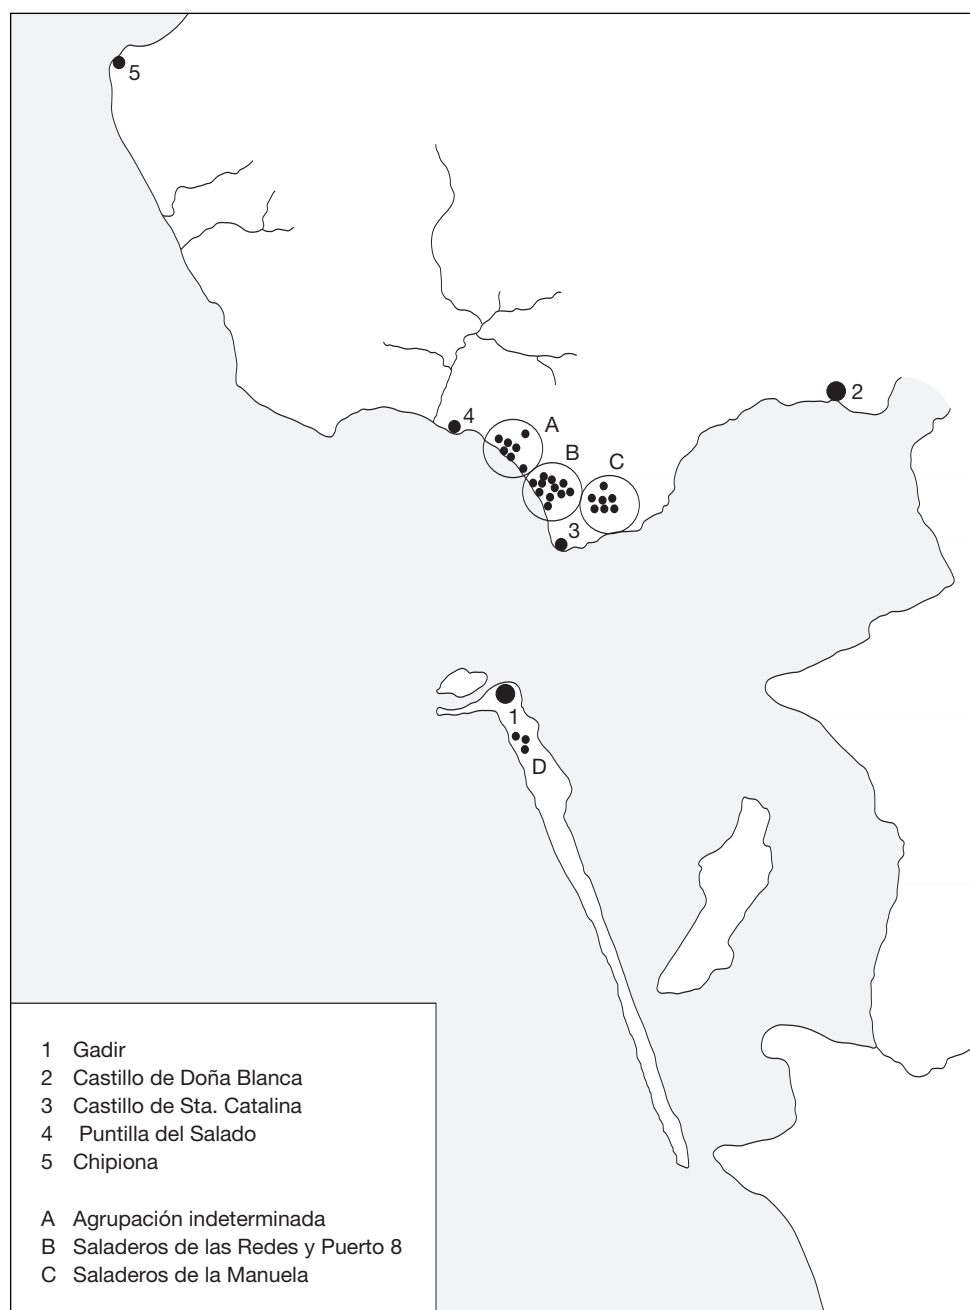 5
2
4
A
B
C
3
1
D
1 Gadir
2 Castillo de Doña Blanca
3 Castillo de Sta. Catalina
4 Puntilla del Salado
5 Chipiona
A Agrupación indeterminada
B Saladeros de las Redes y Puerto 8
C Saladeros de la Manuela